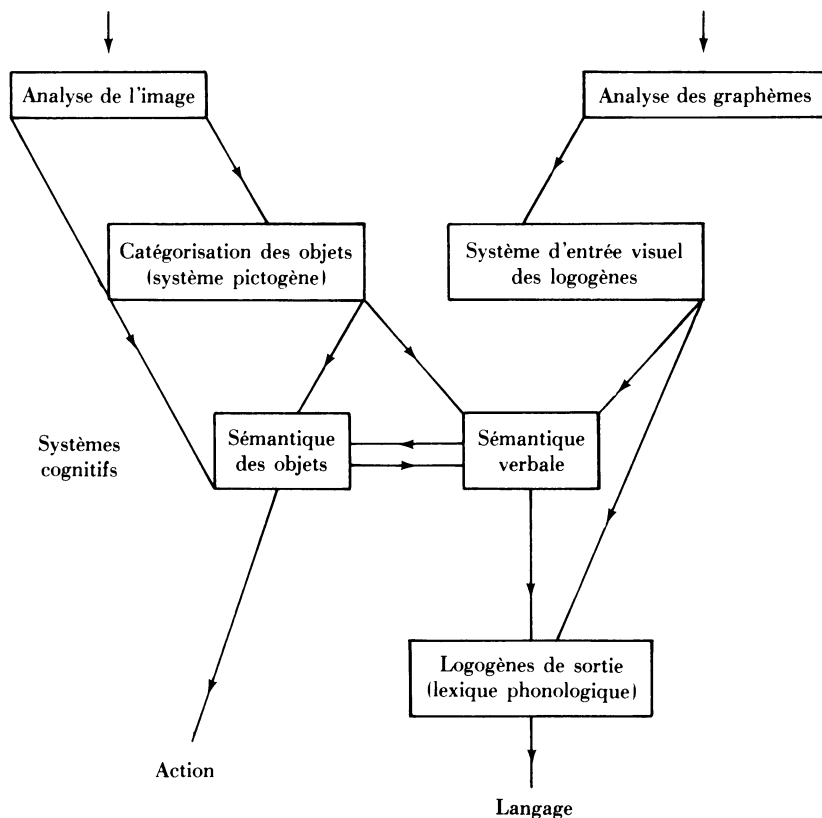 Analyse de l'image
Analyse des graphèmes
Catégorisation des objets
(système pictogène)
Système d'entrée visuel
des logogènes
Systèmes
cognitifs
Sémantique
des objets
Sémantique
verbale
Logogènes de sortie
(lexique phonologique)
Action
Langage